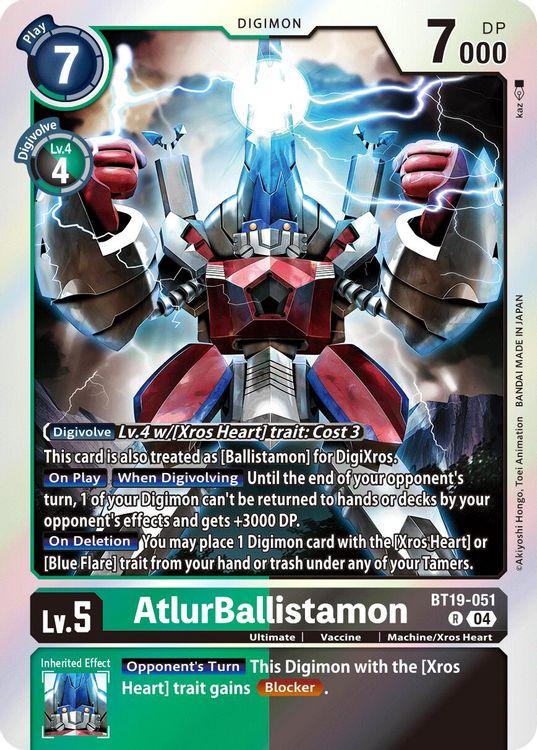 Play
7
DIGIMON
DP
7000
Digivolve
Lv.4
4
kaz
Digivolve Lv.4 w/[Xros Heart] trait: Cost 3
This card is also treated as [Ballistamon] for DigiXros.
On Play When Digivolving Until the end of your opponent's
turn, 1 of your Digimon can't be returned to hands or decks by your
opponent's effects and gets +3000 DP.
On Deletion You may place 1 Digimon card with the [Xros Heart] or
[Blue Flare] trait from your hand or trash under any of your Tamers.
©Akiyoshi Hongo, Toei Animation BANDAI MADE IN JAPAN
Lv.5
AtlurBallistamon
BT19-051
R 04
Ultimate | Vaccine | Machine/Xros Heart
Inherited Effect
Opponent's Turn This Digimon with the [Xros
Heart] trait gains Blocker .